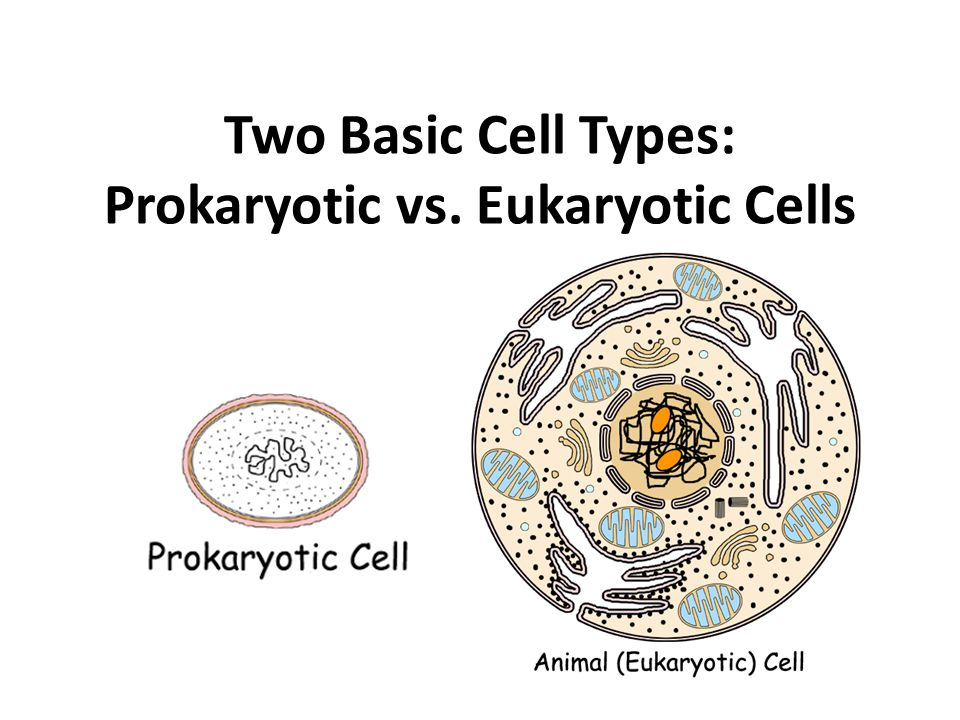 Two Basic Cell Types:
Prokaryotic vs. Eukaryotic Cells
Prokaryotic Cell
Animal (Eukaryotic) Cell